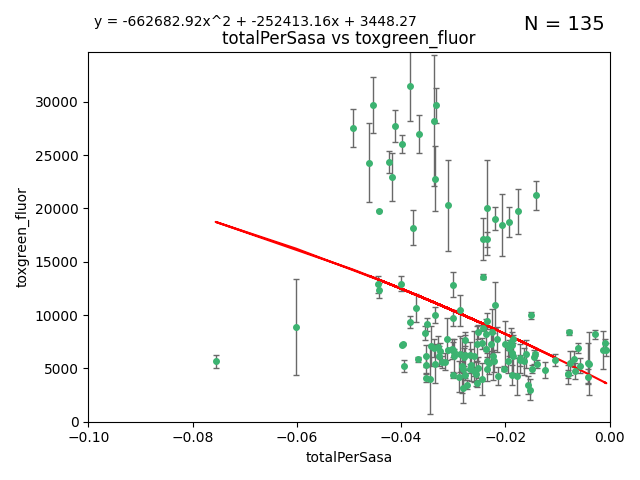 y = -662682.92x^2 + -252413.16x + 3448.27
N = 135
totalPerSasa vs toxgreen_fluor
30000
25000
20000
15000
10000
5000
0
toxgreen_fluor
−0.10
−0.08
−0.06
−0.04
−0.02
0.00
totalPerSasa